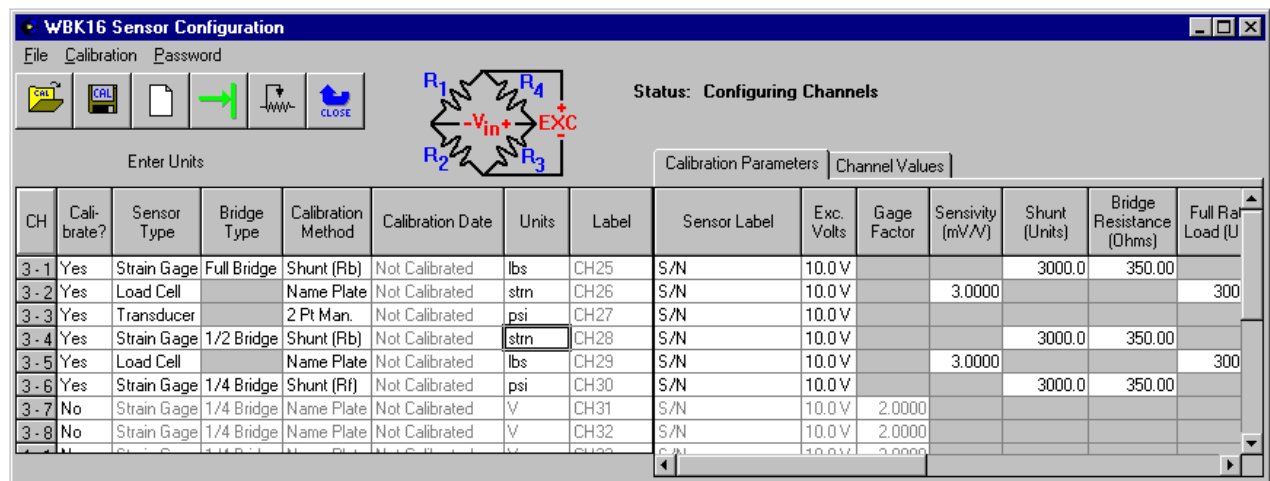 WBK16 Sensor Configuration
File Calibration Password
CAL CAL CLOSE
R1 R4
-Vin+ EXC + -
R2 R3
Status: Configuring Channels
Enter Units
Calibration Parameters Channel Values
CH Cali-brate? Sensor Type Bridge Type Calibration Method Calibration Date Units Label Sensor Label Exc. Volts Gage Factor Sensivity (mV/V) Shunt (Units) Bridge Resistance (Ohms) Full Rat Load (U
3 - 1 Yes Strain Gage Full Bridge Shunt (Rb) Not Calibrated lbs CH25 S/N 10.0 V 3000.0 350.00
3 - 2 Yes Load Cell Name Plate Not Calibrated strn CH26 S/N 10.0 V 3.0000 300
3 - 3 Yes Transducer 2 Pt Man. Not Calibrated psi CH27 S/N 10.0 V
3 - 4 Yes Strain Gage 1/2 Bridge Shunt (Rb) Not Calibrated strn CH28 S/N 10.0 V 3000.0 350.00
3 - 5 Yes Load Cell Name Plate Not Calibrated lbs CH29 S/N 10.0 V 3.0000 300
3 - 6 Yes Strain Gage 1/4 Bridge Shunt (Rf) Not Calibrated psi CH30 S/N 10.0 V 3000.0 350.00
3 - 7 No Strain Gage 1/4 Bridge Name Plate Not Calibrated V CH31 S/N 10.0 V 2.0000
3 - 8 No Strain Gage 1/4 Bridge Name Plate Not Calibrated V CH32 S/N 10.0 V 2.0000